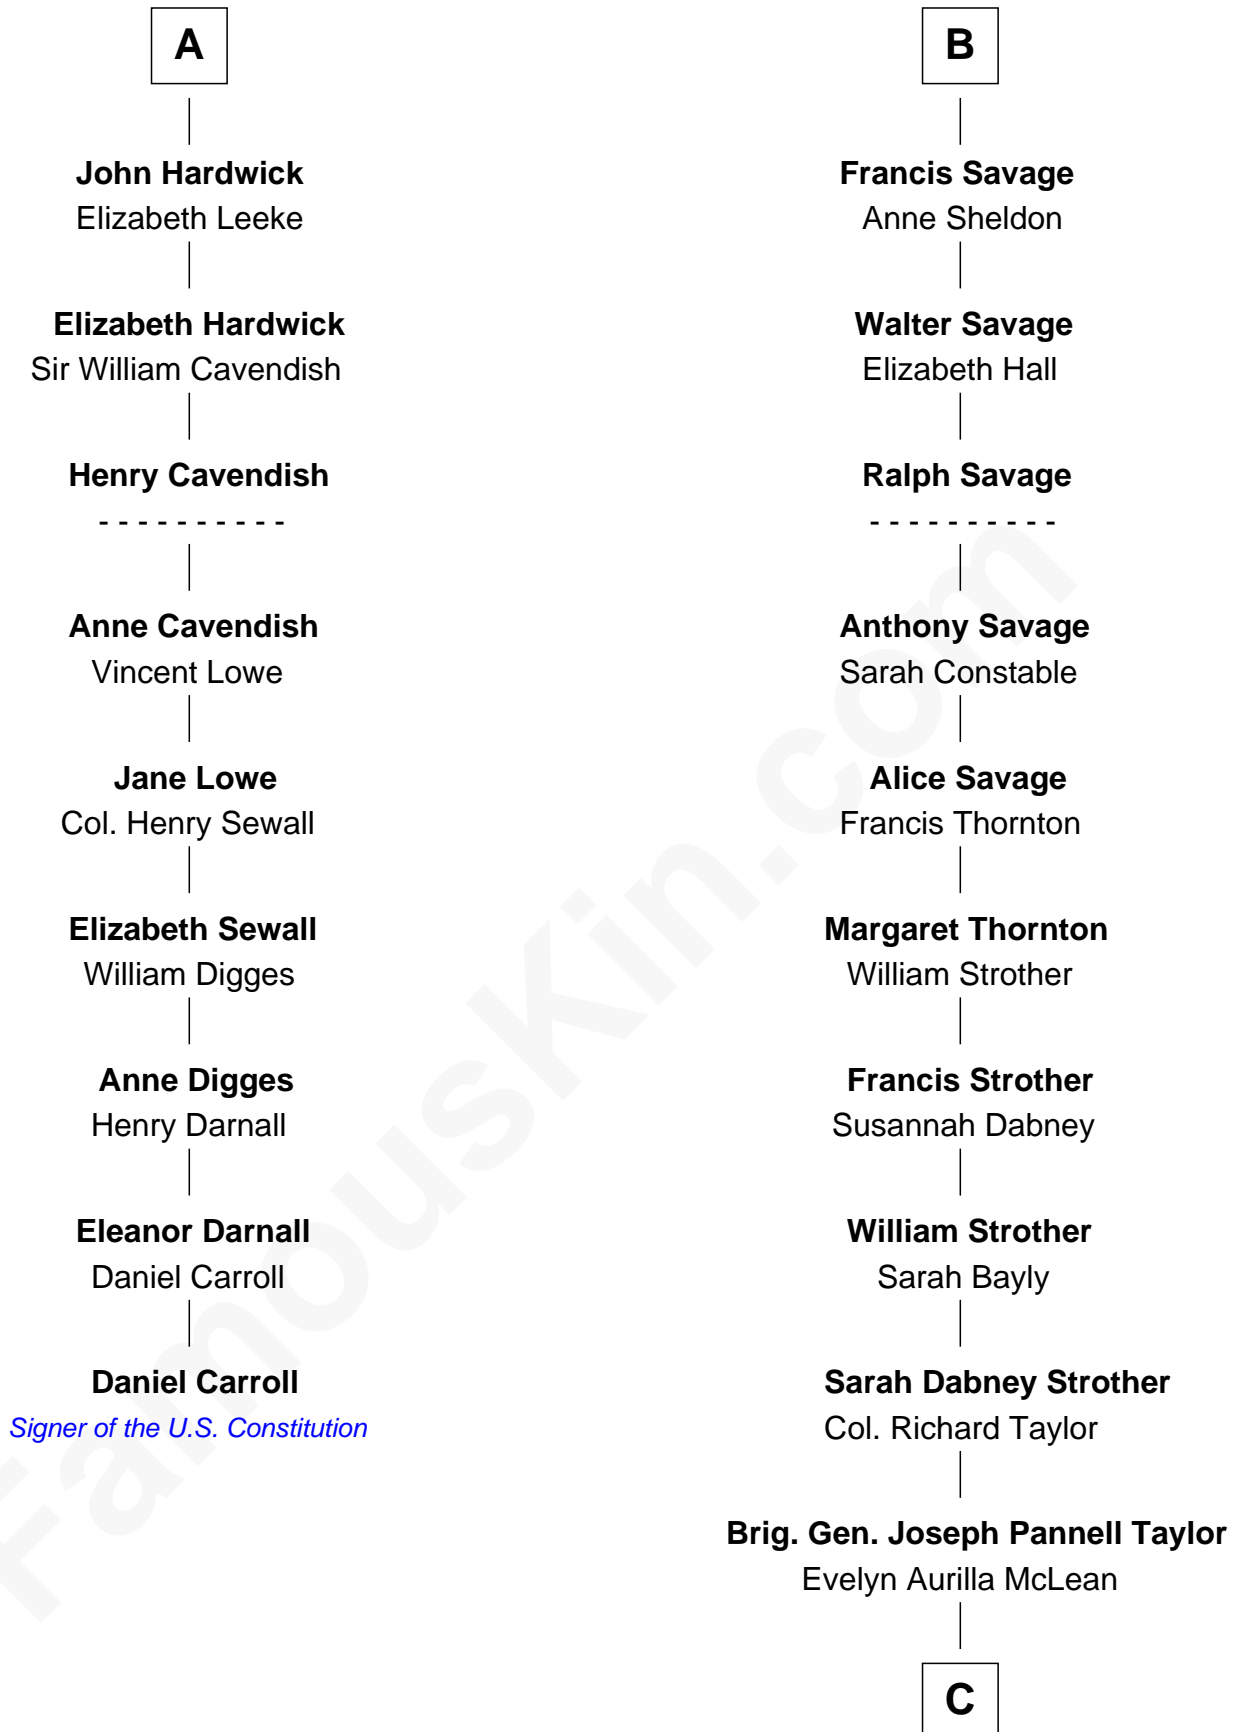 A
John Hardwick
Elizabeth Leeke
Elizabeth Hardwick
Sir William Cavendish
Henry Cavendish
- - - - - - - - - -
Anne Cavendish
Vincent Lowe
Jane Lowe
Col. Henry Sewall
Elizabeth Sewall
William Digges
Anne Digges
Henry Darnall
Eleanor Darnall
Daniel Carroll
Daniel Carroll
Signer of the U.S. Constitution
B
Francis Savage
Anne Sheldon
Walter Savage
Elizabeth Hall
Ralph Savage
- - - - - - - - - -
Anthony Savage
Sarah Constable
Alice Savage
Francis Thornton
Margaret Thornton
William Strother
Francis Strother
Susannah Dabney
William Strother
Sarah Bayly
Sarah Dabney Strother
Col. Richard Taylor
Brig. Gen. Joseph Pannell Taylor
Evelyn Aurilla McLean
C
FamousKin.com